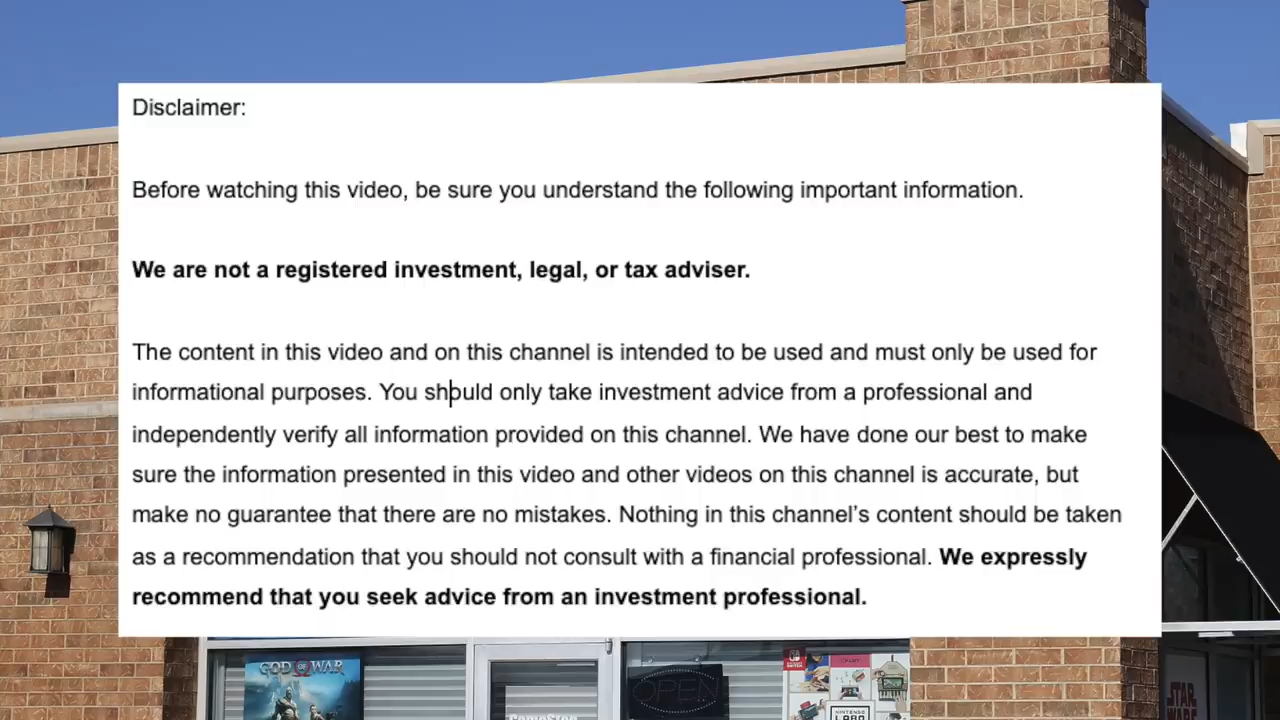 Disclaimer:
Before watching this video, be sure you understand the following important information.
We are not a registered investment, legal, or tax adviser.
The content in this video and on this channel is intended to be used and must only be used for
informational purposes. You should only take investment advice from a professional and
independently verify all information provided on this channel. We have done our best to make
sure the information presented in this video and other videos on this channel is accurate, but
make no guarantee that there are no mistakes. Nothing in this channel’s content should be taken
as a recommendation that you should not consult with a financial professional. We expressly
recommend that you seek advice from an investment professional.
GOD OF WAR
OPEN
NINTENDO
LABO
STAR